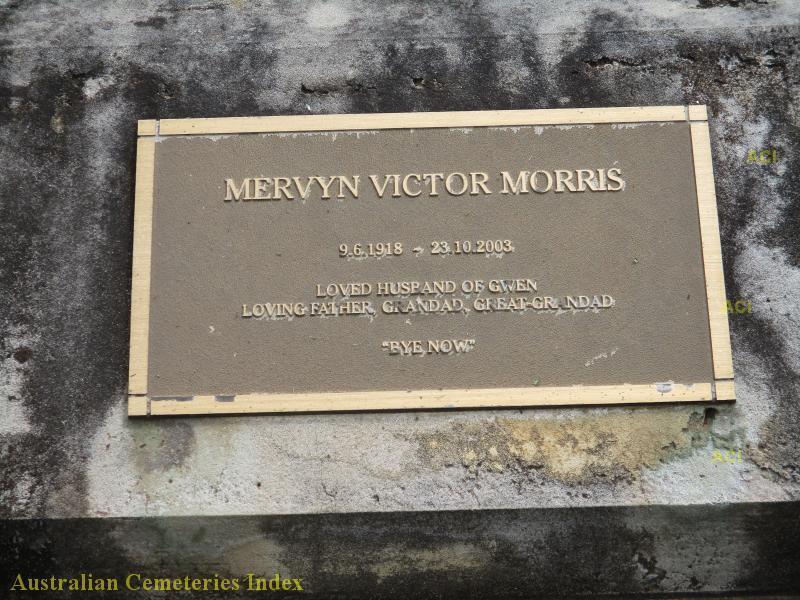 MERVYN VICTOR MORRIS
9.6.1918 - 23.10.2003
LOVED HUSBAND OF GWEN
LOVING FATHER, GRANDAD, GREAT-GRANDAD
"BYE NOW"
ACI
ACI
ACI
Australian Cemeteries Index